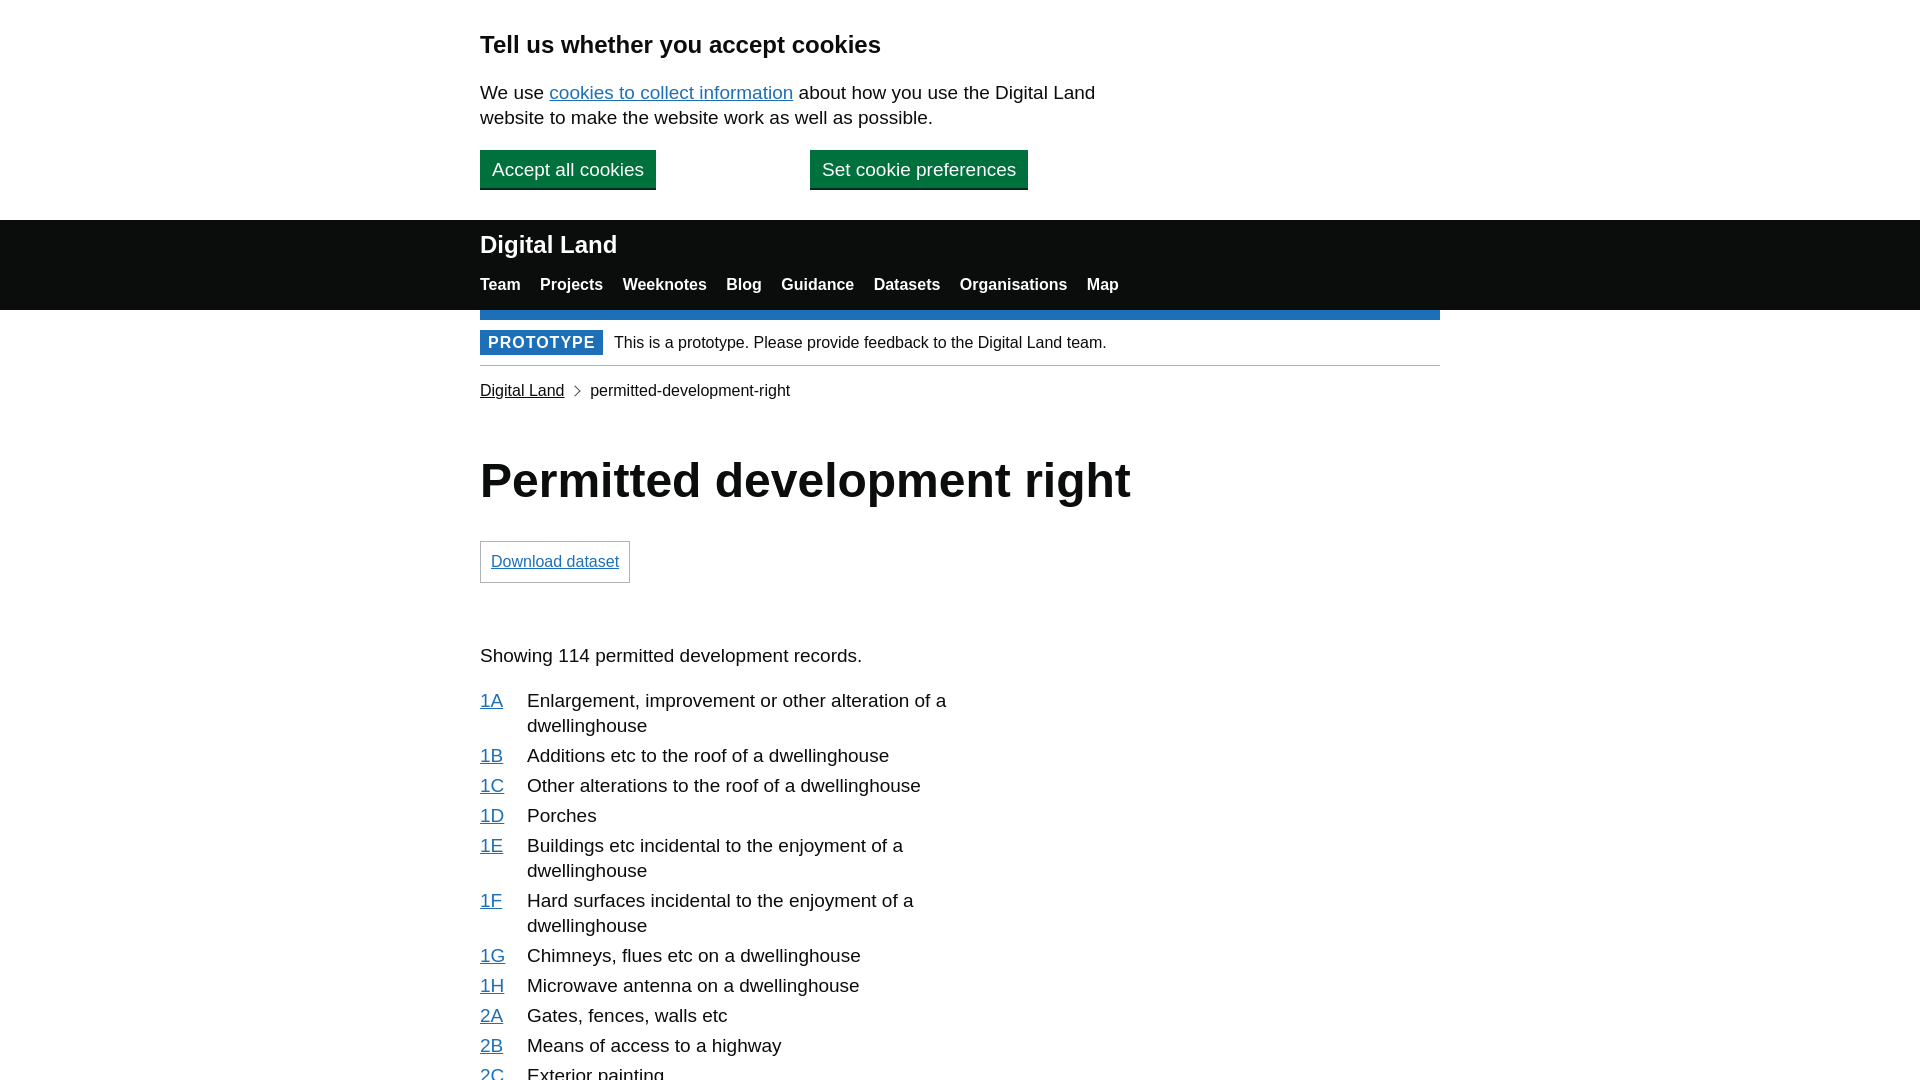 Tell us whether you accept cookies
We use cookies to collect information about how you use the Digital Land
website to make the website work as well as possible.
Accept all cookies
Set cookie preferences
Digital Land
Team Projects Weeknotes Blog Guidance Datasets Organisations Map
PROTOTYPE This is a prototype. Please provide feedback to the Digital Land team.
Digital Land permitted-development-right
Permitted development right
Download dataset
Showing 114 permitted development records.
1A Enlargement, improvement or other alteration of a
dwellinghouse
1B Additions etc to the roof of a dwellinghouse
1C Other alterations to the roof of a dwellinghouse
1D Porches
1E Buildings etc incidental to the enjoyment of a
dwellinghouse
1F Hard surfaces incidental to the enjoyment of a
dwellinghouse
1G Chimneys, flues etc on a dwellinghouse
1H Microwave antenna on a dwellinghouse
2A Gates, fences, walls etc
2B Means of access to a highway
2C Exterior painting